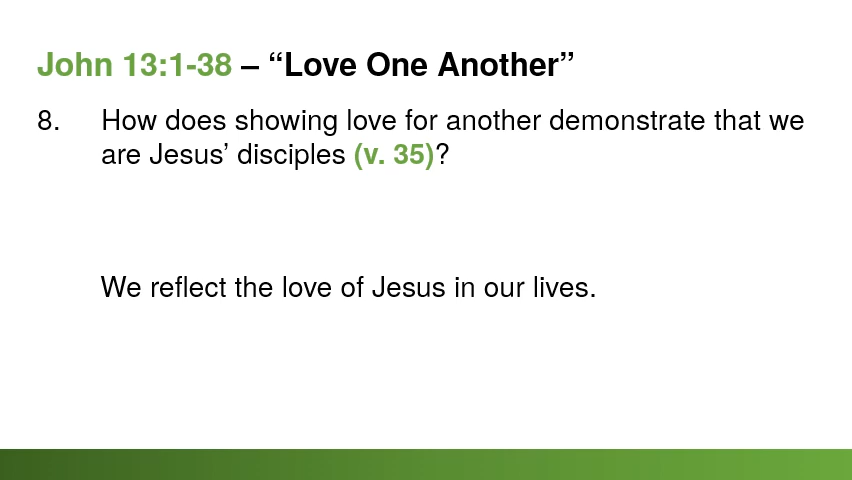 John 13:1-38 – “Love One Another”
8. How does showing love for another demonstrate that we
are Jesus’ disciples (v. 35)?
We reflect the love of Jesus in our lives.